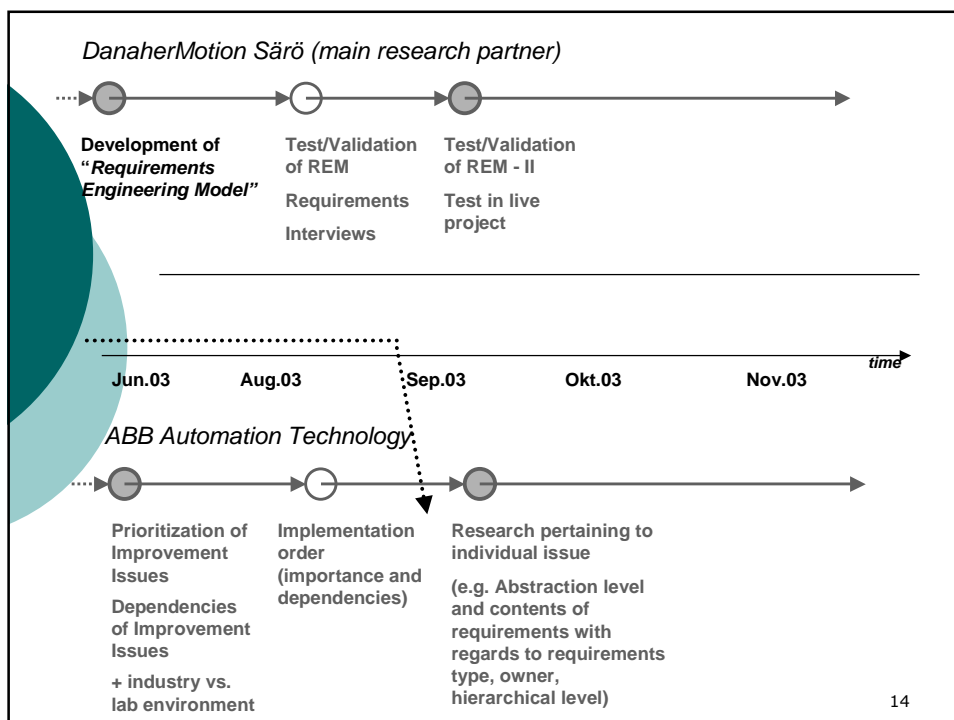 DanaherMotion Särö (main research partner)
Development of
“Requirements
Engineering Model”
Test/Validation
of REM
Requirements
Interviews
Test/Validation
of REM - II
Test in live
project
time
Jun.03 Aug.03 Sep.03 Okt.03 Nov.03
ABB Automation Technology
Prioritization of
Improvement
Issues
Dependencies
of Improvement
Issues
+ industry vs.
lab environment
Implementation
order
(importance and
dependencies)
Research pertaining to
individual issue
(e.g. Abstraction level
and contents of
requirements with
regards to requirements
type, owner,
hierarchical level)
14